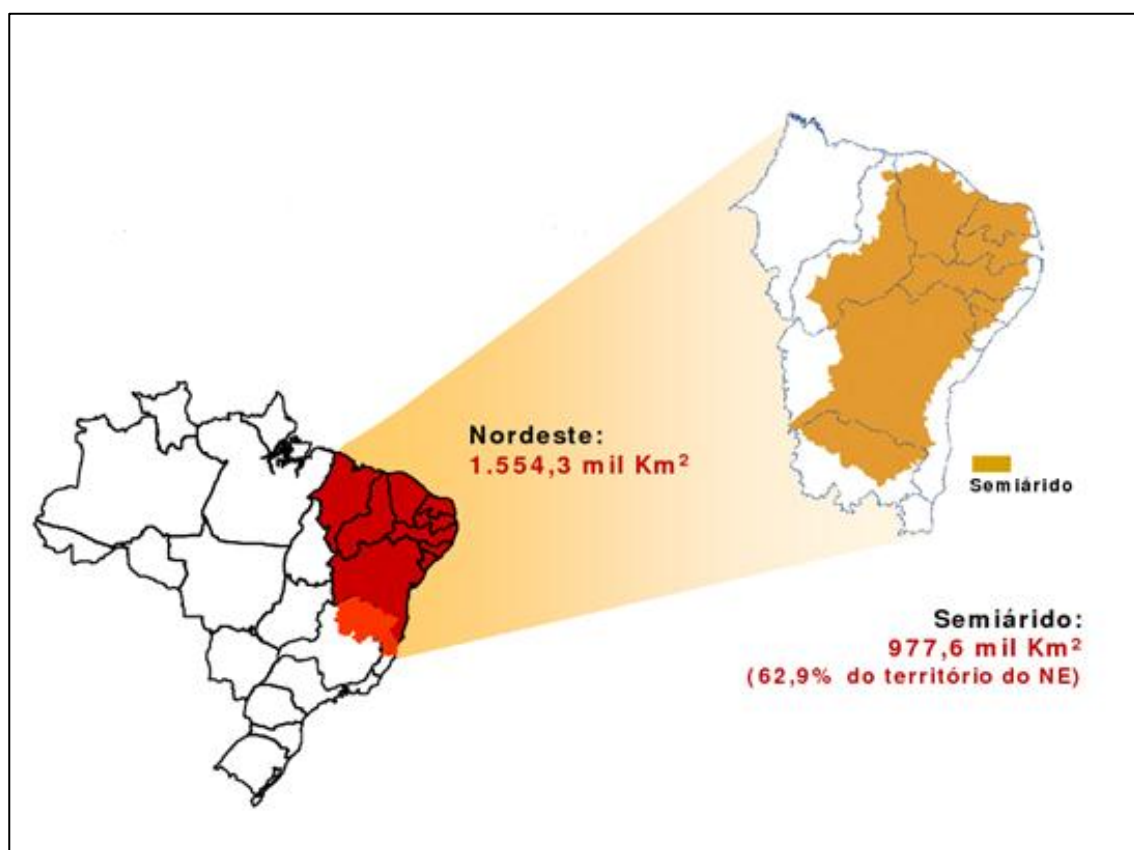 Nordeste:
1.554,3 mil Km²
Semiárido
Semiárido:
977,6 mil Km²
(62,9% do território do NE)